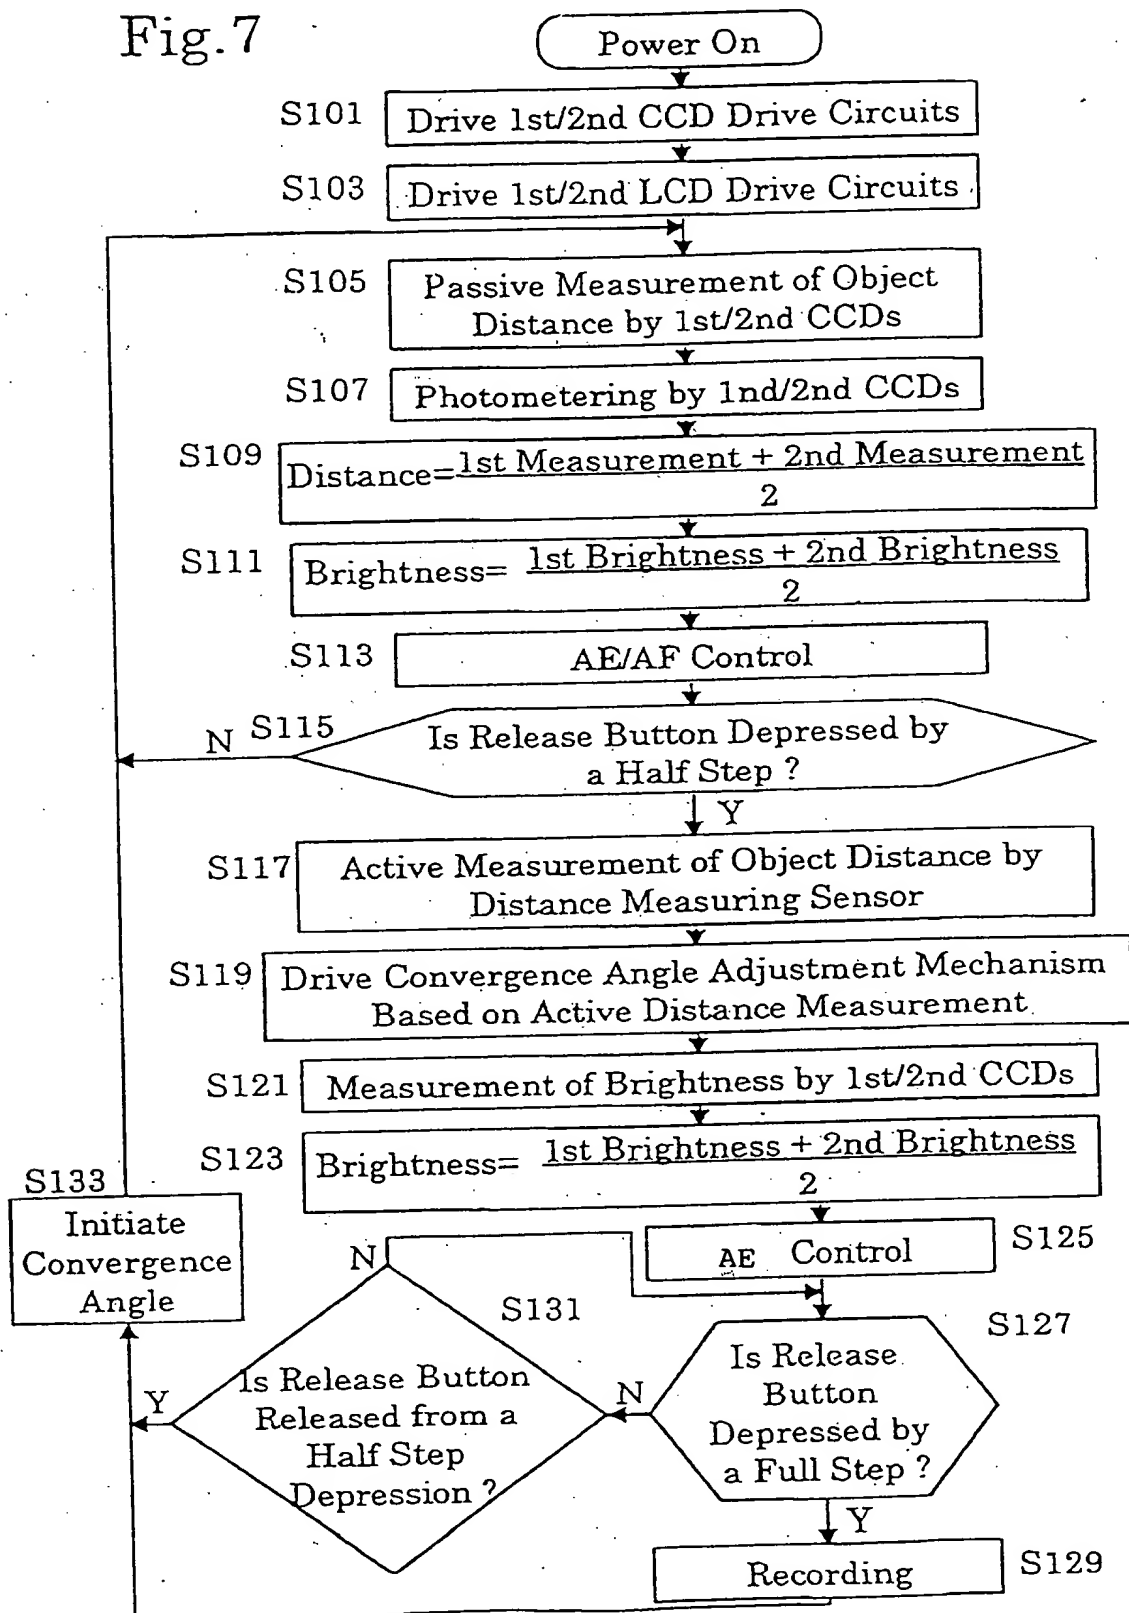 Fig.7
Power On
S101
Drive 1st/2nd CCD Drive Circuits
S103
Drive 1st/2nd LCD Drive Circuits
S105
Passive Measurement of Object
Distance by 1st/2nd CCDs
S107
Photometering by 1nd/2nd CCDs
S109
Distance= 1st Measurement + 2nd Measurement
2
S111
Brightness= 1st Brightness + 2nd Brightness
2
S113
AE/AF Control
S115
N
Is Release Button Depressed by
a Half Step ?
Y
S117
Active Measurement of Object Distance by
Distance Measuring Sensor
S119
Drive Convergence Angle Adjustment Mechanism
Based on Active Distance Measurement
S121
Measurement of Brightness by 1st/2nd CCDs
S123
Brightness= 1st Brightness + 2nd Brightness
2
S133
Initiate
Convergence
Angle
AE Control
S125
N
S131
Is Release Button
Released from a
Half Step
Depression ?
Y
S127
Is Release
Button
Depressed by
a Full Step ?
N
Y
Recording
S129